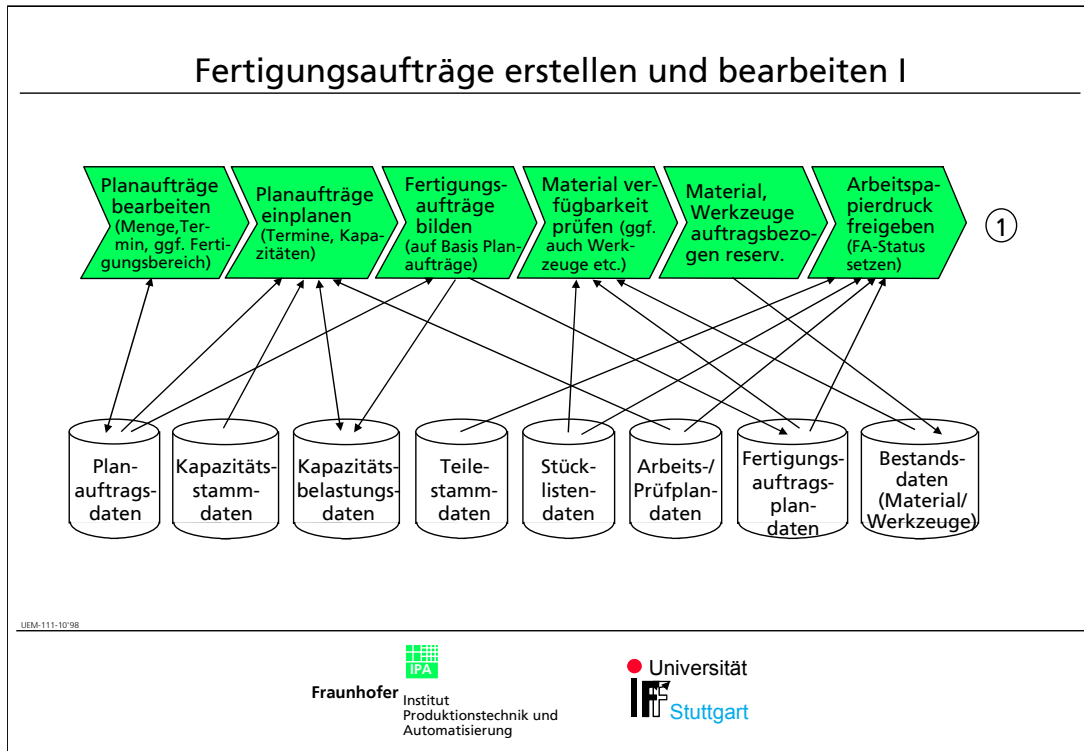 Fertigungsaufträge erstellen und bearbeiten I
Planaufträge
bearbeiten
(Menge,Ter-
min, ggf. Ferti-
gungsbereich)
Planaufträge
einplanen
(Termine, Kapa-
zitäten)
Fertigungs-
aufträge
bilden
(auf Basis Plan-
aufträge)
Material ver-
fügbarkeit
prüfen (ggf.
auch Werk-
zeuge etc.)
Material,
Werkzeuge
auftragsbezo-
gen reserv.
Arbeitspa-
pierdruck
freigeben
(FA-Status
setzen)
1
Plan-
auftrags-
daten
Kapazitäts-
stamm-
daten
Kapazitäts-
belastungs-
daten
Teile-
stamm-
daten
Stück-
listen-
daten
Arbeits-/
Prüfplan-
daten
Fertigungs-
auftrags-
plan-
daten
Bestands-
daten
(Material/
Werkzeuge)
UEM-111-10'98
IPA
Fraunhofer Institut
Produktionstechnik und
Automatisierung
Universität
IFF
Stuttgart